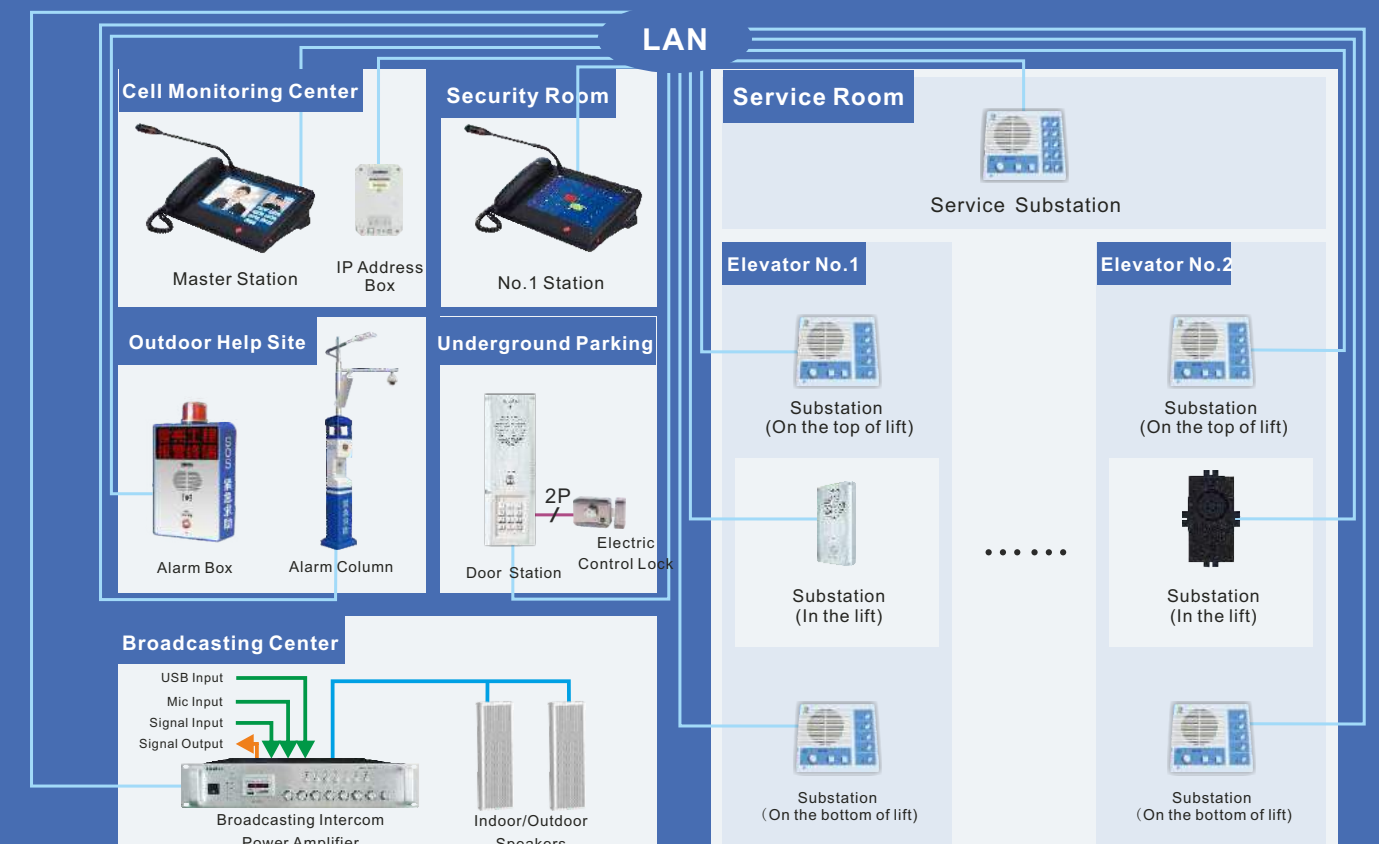 LAN
Cell Monitoring Center
Master Station
IP Address
Box
Security Room
No.1 Station
Service Room
Service Substation
Outdoor Help Site
SOS
Alarm Box
Alarm Column
Underground Parking
2P
Door Station
Electric
Control Lock
Elevator No.1
Substation
(On the top of lift)
Substation
(In the lift)
Substation
(On the bottom of lift)
......
Elevator No.2
Substation
(On the top of lift)
Substation
(In the lift)
Substation
(On the bottom of lift)
Broadcasting Center
USB Input
Mic Input
Signal Input
Signal Output
Broadcasting Intercom
Power Amplifier
Indoor/Outdoor
Speakers